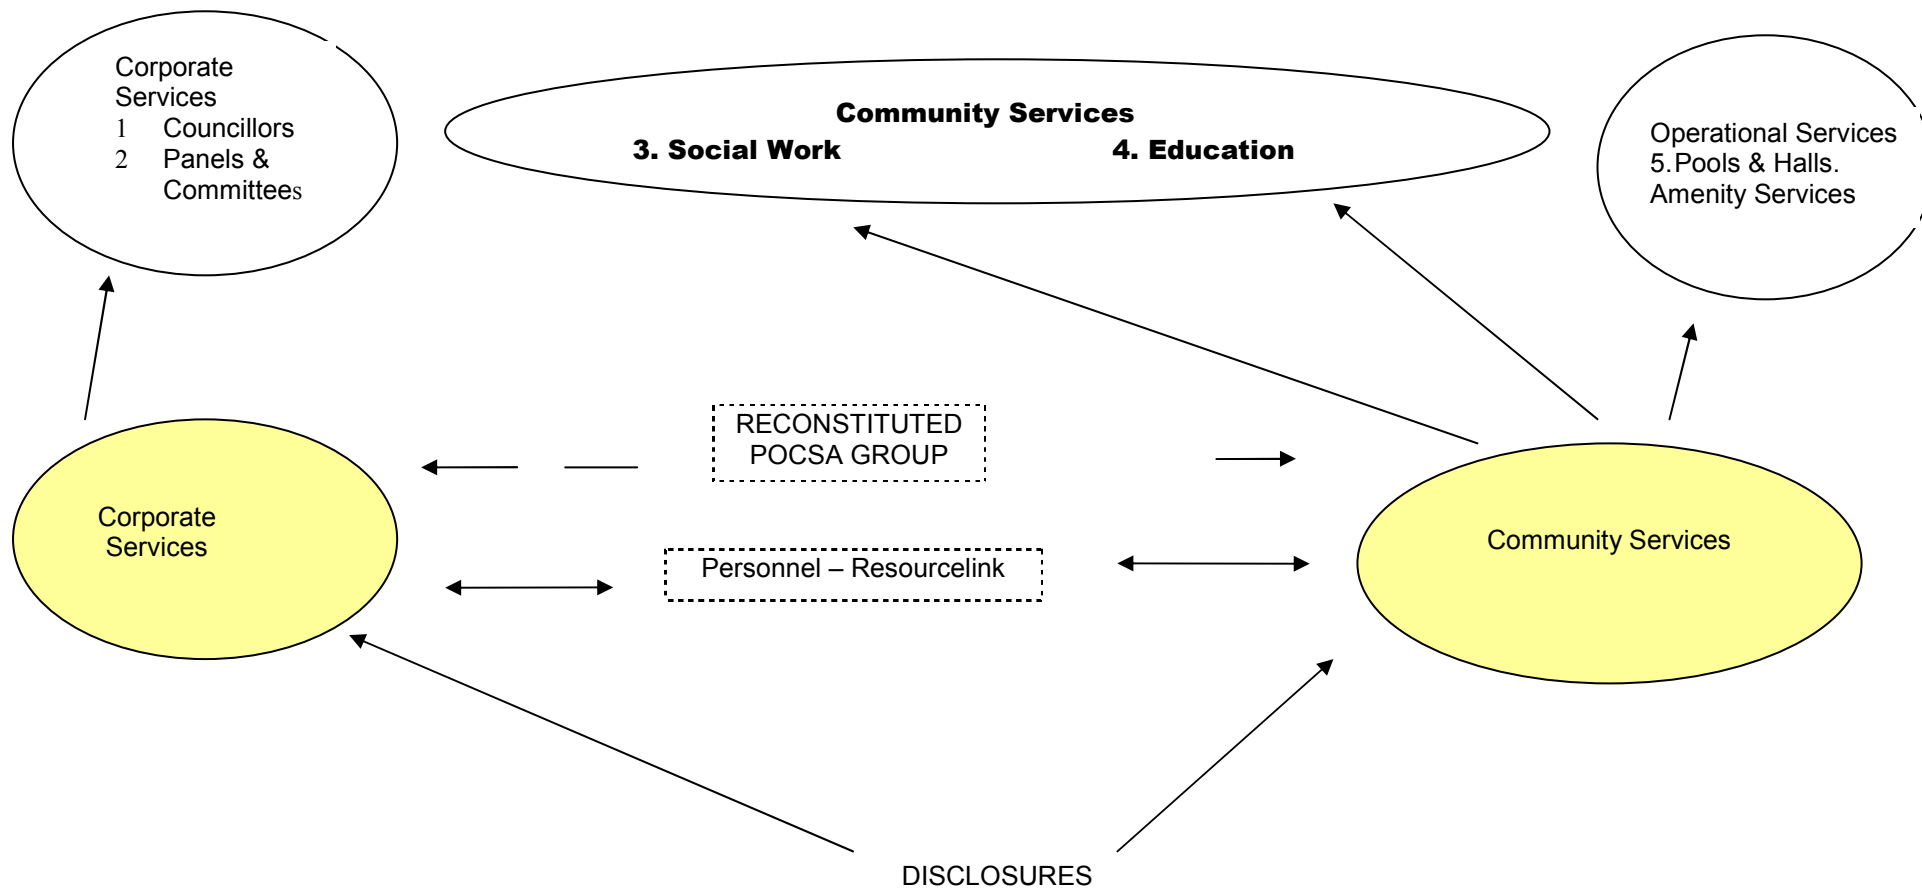 Corporate
Services
1 Councillors
2 Panels &
Committees
Community Services
3. Social Work 4. Education
Operational Services
5.Pools & Halls.
Amenity Services
RECONSTITUTED
POCSA GROUP
Corporate
Services
Personnel – Resourcelink
Community Services
DISCLOSURES